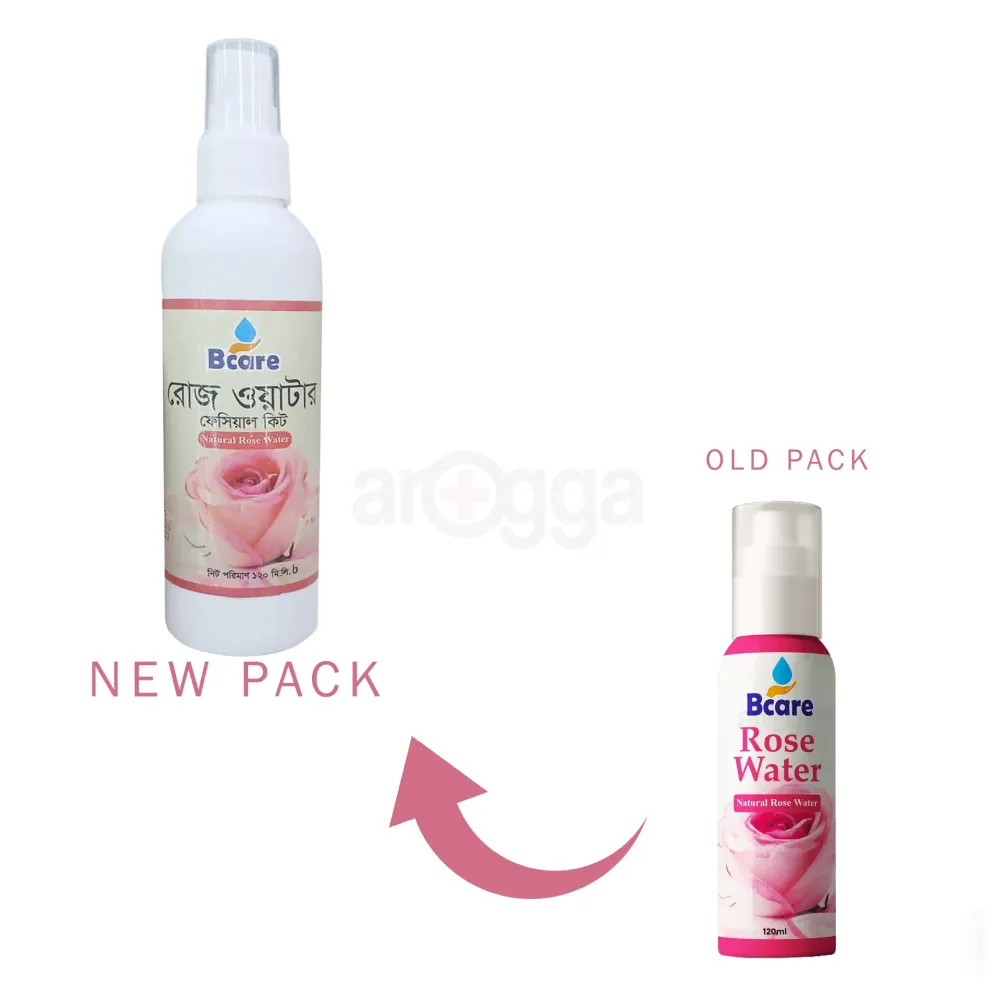 Bcare
রোজ ওয়াটার
ফেসিয়াল কিট
Natural Rose Water
নিট পরিমাণ ১২০ মি.লি. b
NEW PACK
arogga
OLD PACK
Bcare
Rose
Water
Natural Rose Water
120ml